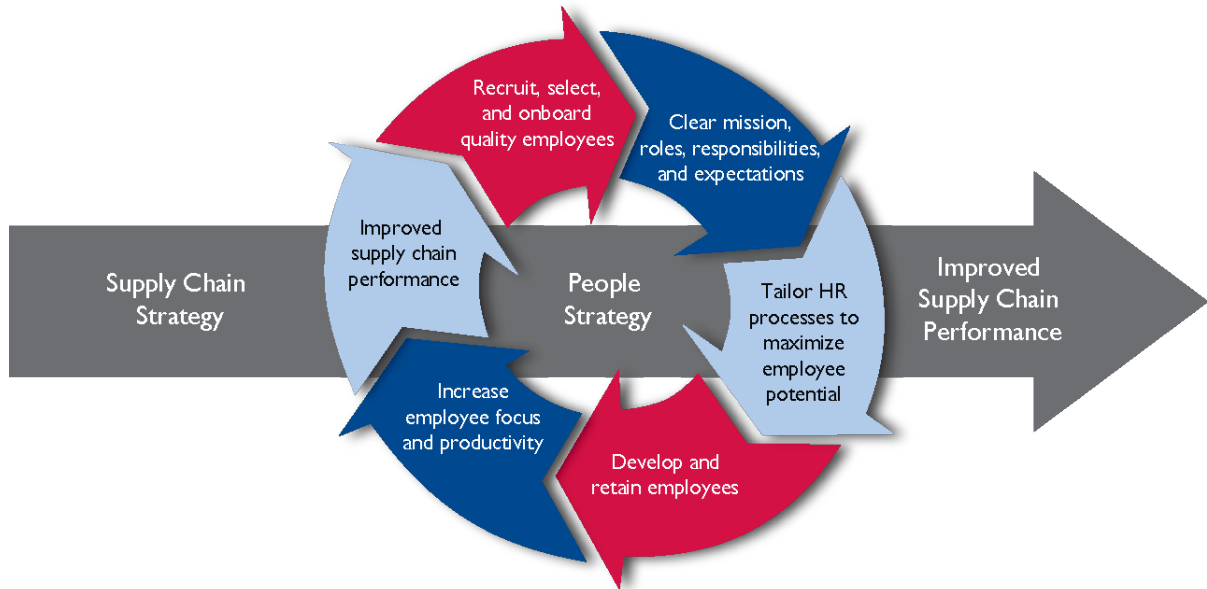 Recruit, select,
and onboard
quality employees
Clear mission,
roles, responsibilities,
and expectations
Tailor HR
processes to
maximize
employee
potential
Develop and
retain employees
Increase
employee focus
and productivity
Improved
supply chain
performance
Supply Chain
Strategy
People
Strategy
Improved
Supply Chain
Performance